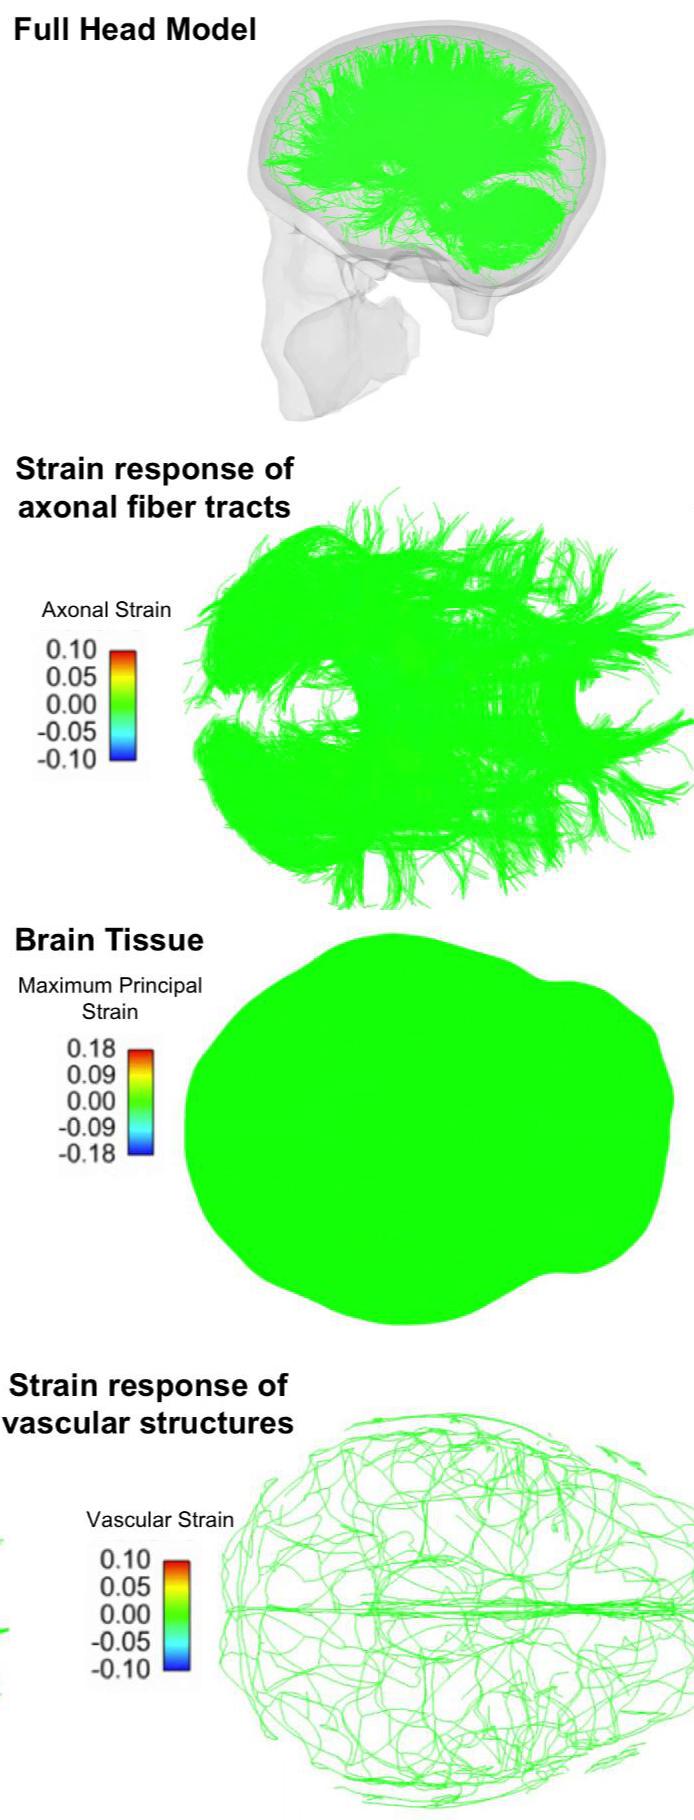 Full Head Model
Strain response of
axonal fiber tracts
Axonal Strain
0.10
0.05
0.00
-0.05
-0.10
Brain Tissue
Maximum Principal
Strain
0.18
0.09
0.00
-0.09
-0.18
Strain response of
vascular structures
Vascular Strain
0.10
0.05
0.00
-0.05
-0.10